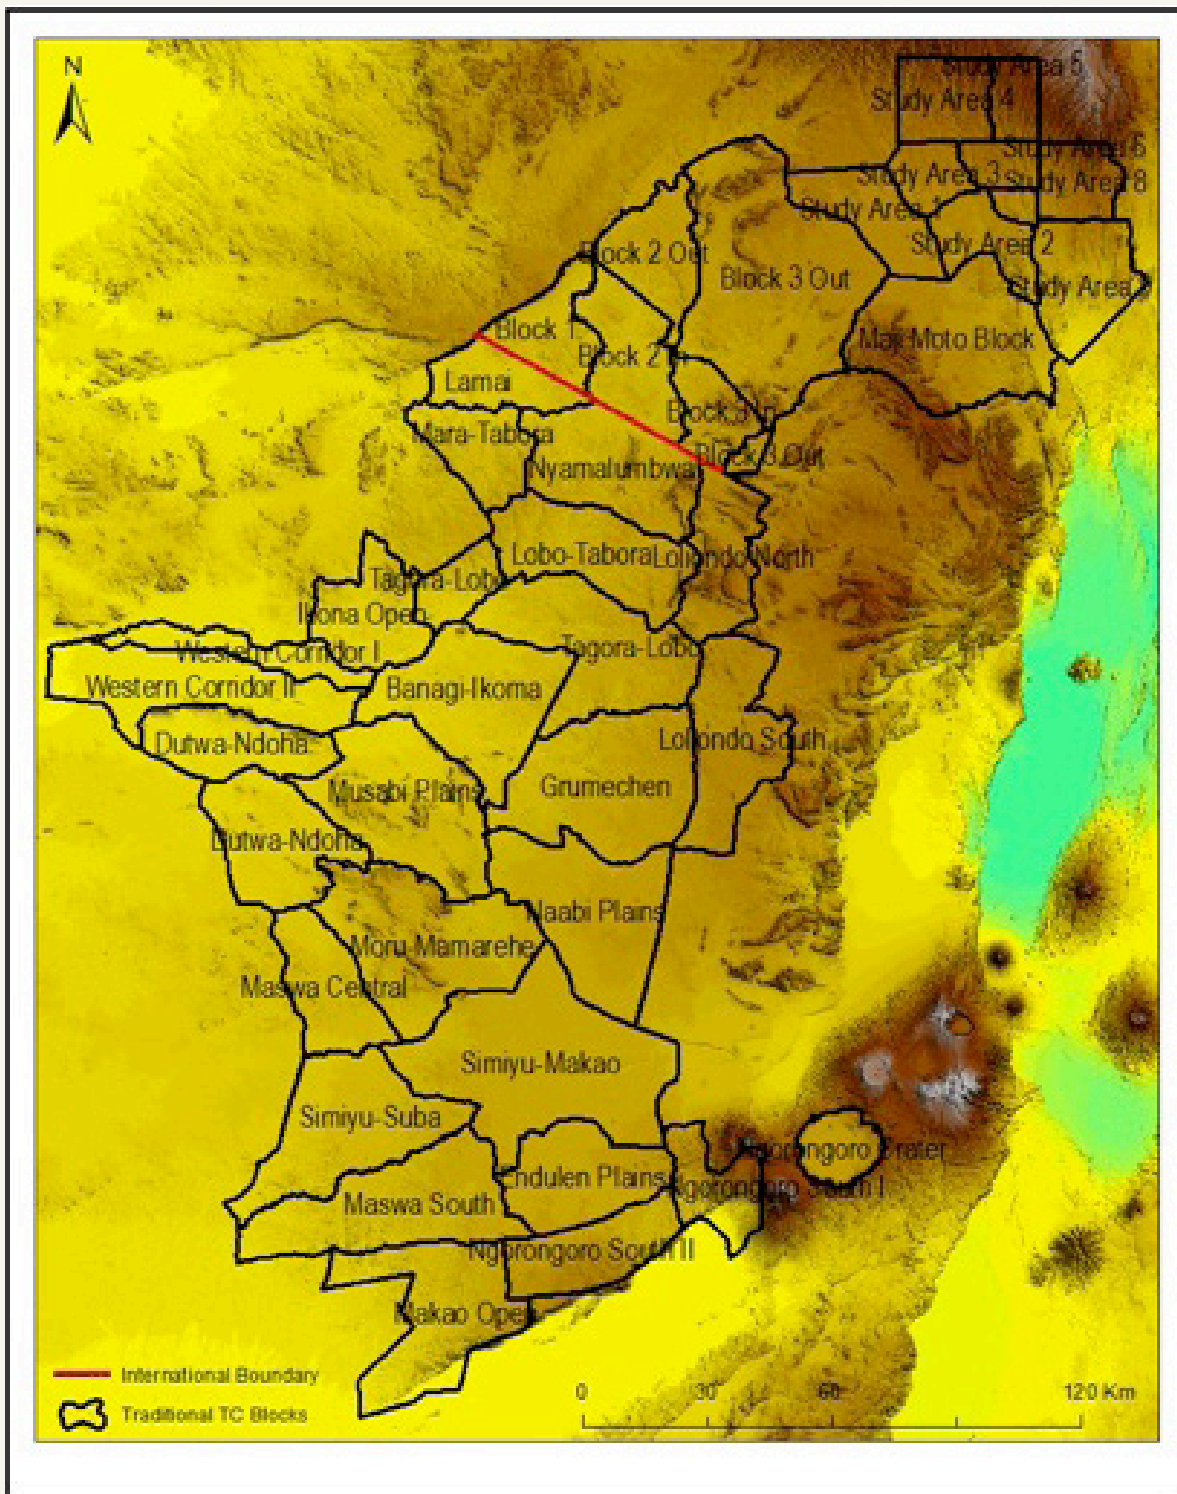 N
Study Area 5
Study Area 4
Study Area 6
Study Area 3
Study Area 8
Study Area 1
Study Area 2
Block 2 Out
Block 3 Out
Study Area
Block 1
Maji Moto Block
Block 2 In
Lamai
Block 3 In
Mara-Tabora
Block 3 Out
Nyamalumbwa
Lobo-Tabora
Loliondo North
Tagora-Lobo
Ikona Open
Tagora-Lobo
Western Corridor I
Western Corridor II
Banagi-Ikoma
Dutwa-Ndoha
Loliondo South
Musabi Plains
Grumechen
Dutwa-Ndoha
Naabi Plains
Moru-Mamarehe
Maswa Central
Simiyu-Makao
Simiyu-Suba
Ngorongoro Crater
Endulen Plains
Ngorongoro South I
Maswa South
Ngorongoro South II
Makao Open
International Boundary
Traditional TC Blocks
0 30 60 120 Km